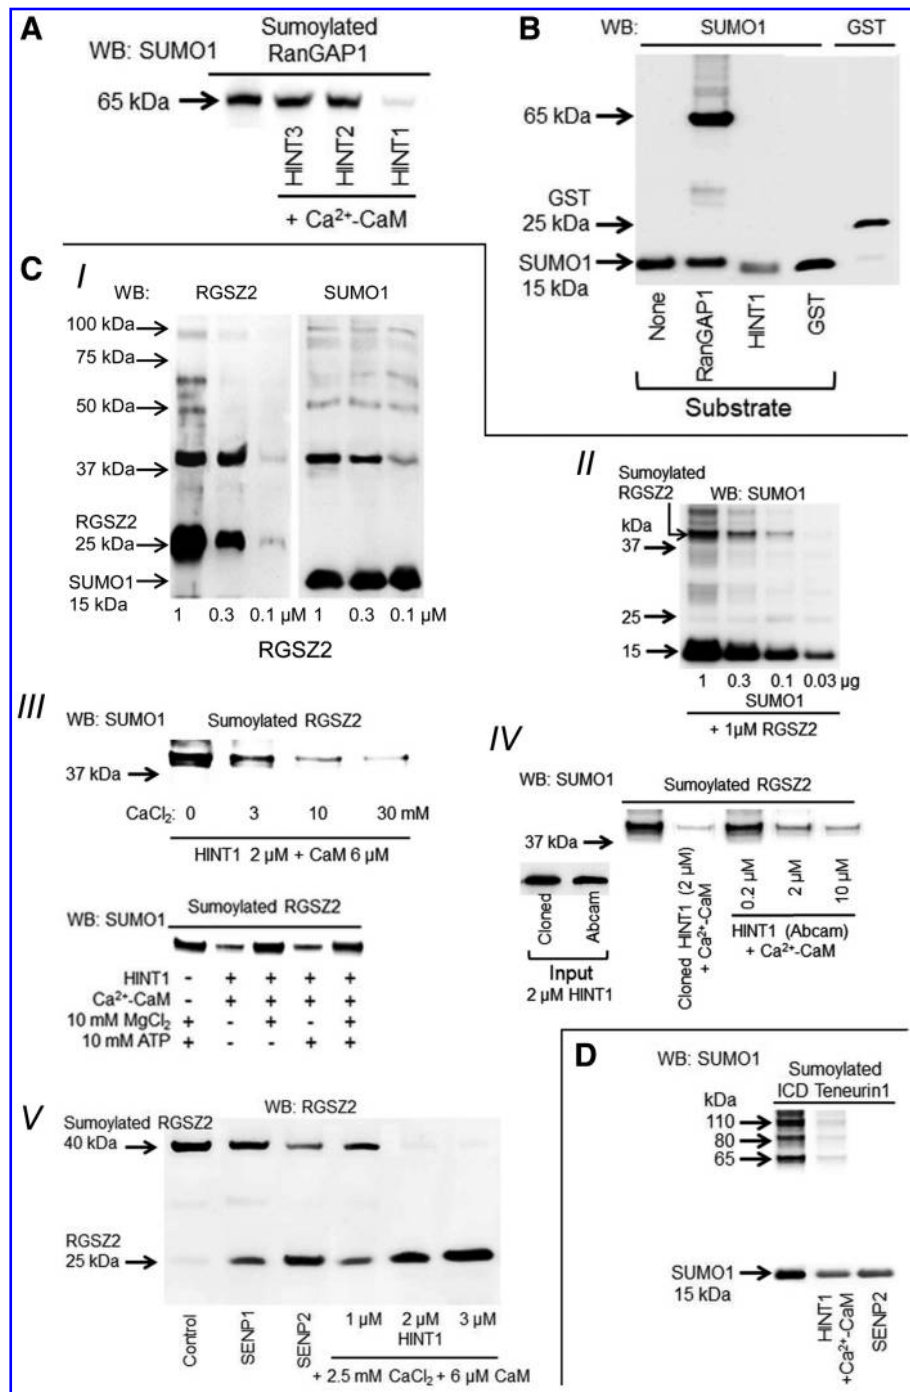 A
WB: SUMO1
Sumoylated
RanGAP1
65 kDa
HINT3
HINT2
HINT1
+ Ca²⁺-CaM
B
WB:
SUMO1
GST
65 kDa
GST
25 kDa
SUMO1
15 kDa
None
RanGAP1
HINT1
GST
Substrate
C
I
WB:
RGSZ2
SUMO1
100 kDa
75 kDa
50 kDa
37 kDa
RGSZ2
25 kDa
SUMO1
15 kDa
1 0.3 0.1 µM 1 0.3 0.1 µM
RGSZ2
II
Sumoylated
RGSZ2
WB: SUMO1
kDa
37
25
15
1 0.3 0.1 0.03 µg
SUMO1
+ 1µM RGSZ2
III
WB: SUMO1
Sumoylated RGSZ2
37 kDa
CaCl₂: 0 3 10 30 mM
HINT1 2 µM + CaM 6 µM
WB: SUMO1
Sumoylated RGSZ2
HINT1 - + + + +
Ca²⁺-CaM - + + + +
10 mM MgCl₂ + - + - +
10 mM ATP + - - + +
IV
WB: SUMO1
Sumoylated RGSZ2
37 kDa
Cloned
Abcam
Input
2 µM HINT1
Cloned HINT1 (2 µM)
+ Ca²⁺-CaM
0.2 µM
2 µM
10 µM
HINT1 (Abcam)
+ Ca²⁺-CaM
V
WB: RGSZ2
Sumoylated RGSZ2
40 kDa
RGSZ2
25 kDa
Control
SENP1
SENP2
1 µM 2 µM 3 µM
HINT1
+ 2.5 mM CaCl₂ + 6 µM CaM
D
WB: SUMO1
Sumoylated
ICD Teneurin1
kDa
110
80
65
SUMO1
15 kDa
HINT1
+Ca²⁺-CaM
SENP2